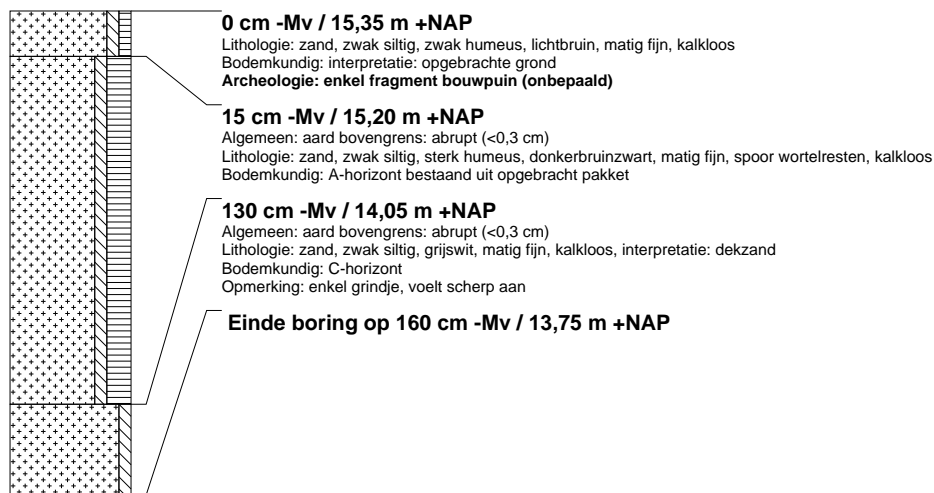 0 cm -Mv / 15,35 m +NAP
Lithologie: zand, zwak siltig, zwak humeus, lichtbruin, matig fijn, kalkloos
Bodemkundig: interpretatie: opgebrachte grond
Archeologie: enkel fragment bouwpuin (onbepaald)
15 cm -Mv / 15,20 m +NAP
Algemeen: aard bovengrens: abrupt (<0,3 cm)
Lithologie: zand, zwak siltig, sterk humeus, donkerbruinzwart, matig fijn, spoor wortelresten, kalkloos
Bodemkundig: A-horizont bestaand uit opgebracht pakket
130 cm -Mv / 14,05 m +NAP
Algemeen: aard bovengrens: abrupt (<0,3 cm)
Lithologie: zand, zwak siltig, grijswit, matig fijn, kalkloos, interpretatie: dekzand
Bodemkundig: C-horizont
Opmerking: enkel grindje, voelt scherp aan
Einde boring op 160 cm -Mv / 13,75 m +NAP